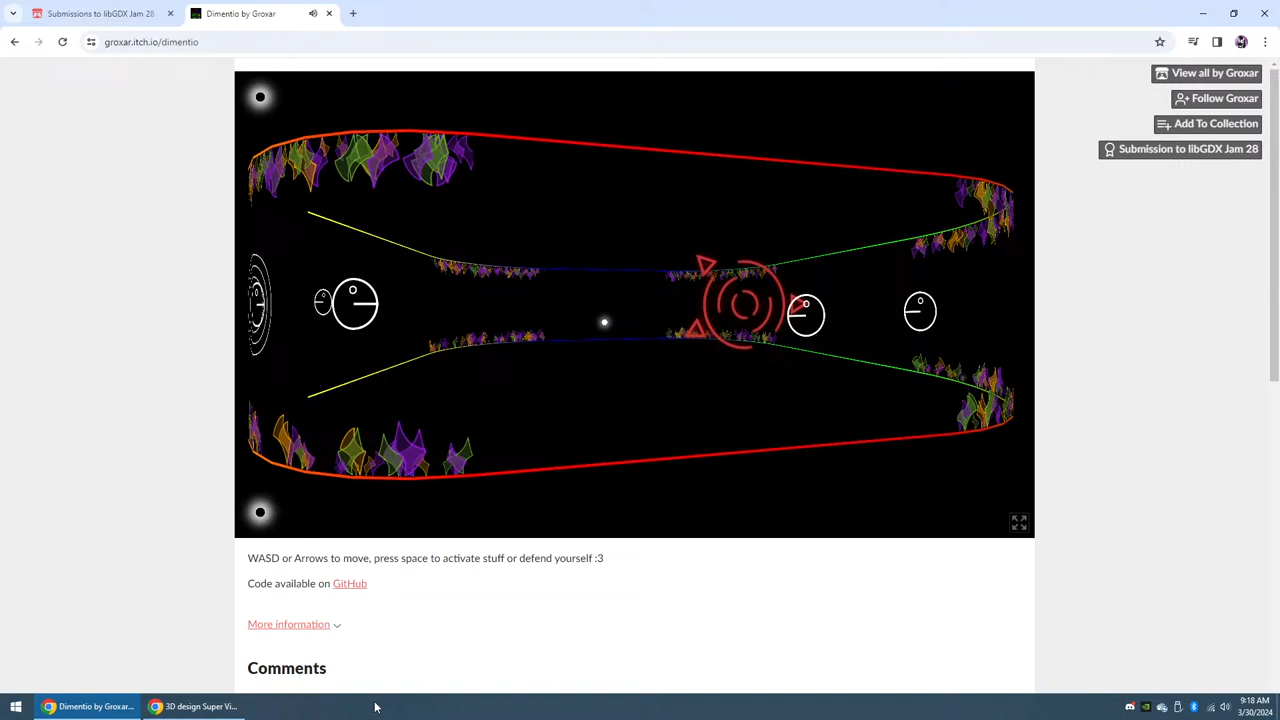 Submissions to libGDX Jam 28
Dimentio by Groxar
groxar.itch.io/dimentio
View all by Groxar
Follow Groxar
Add To Collection
Submission to libGDX Jam 28
WASD or Arrows to move, press space to activate stuff or defend yourself :3
Code available on GitHub
More information
Comments
Dimentio by Groxar...
3D design Super Vi...
9:18 AM
3/30/2024